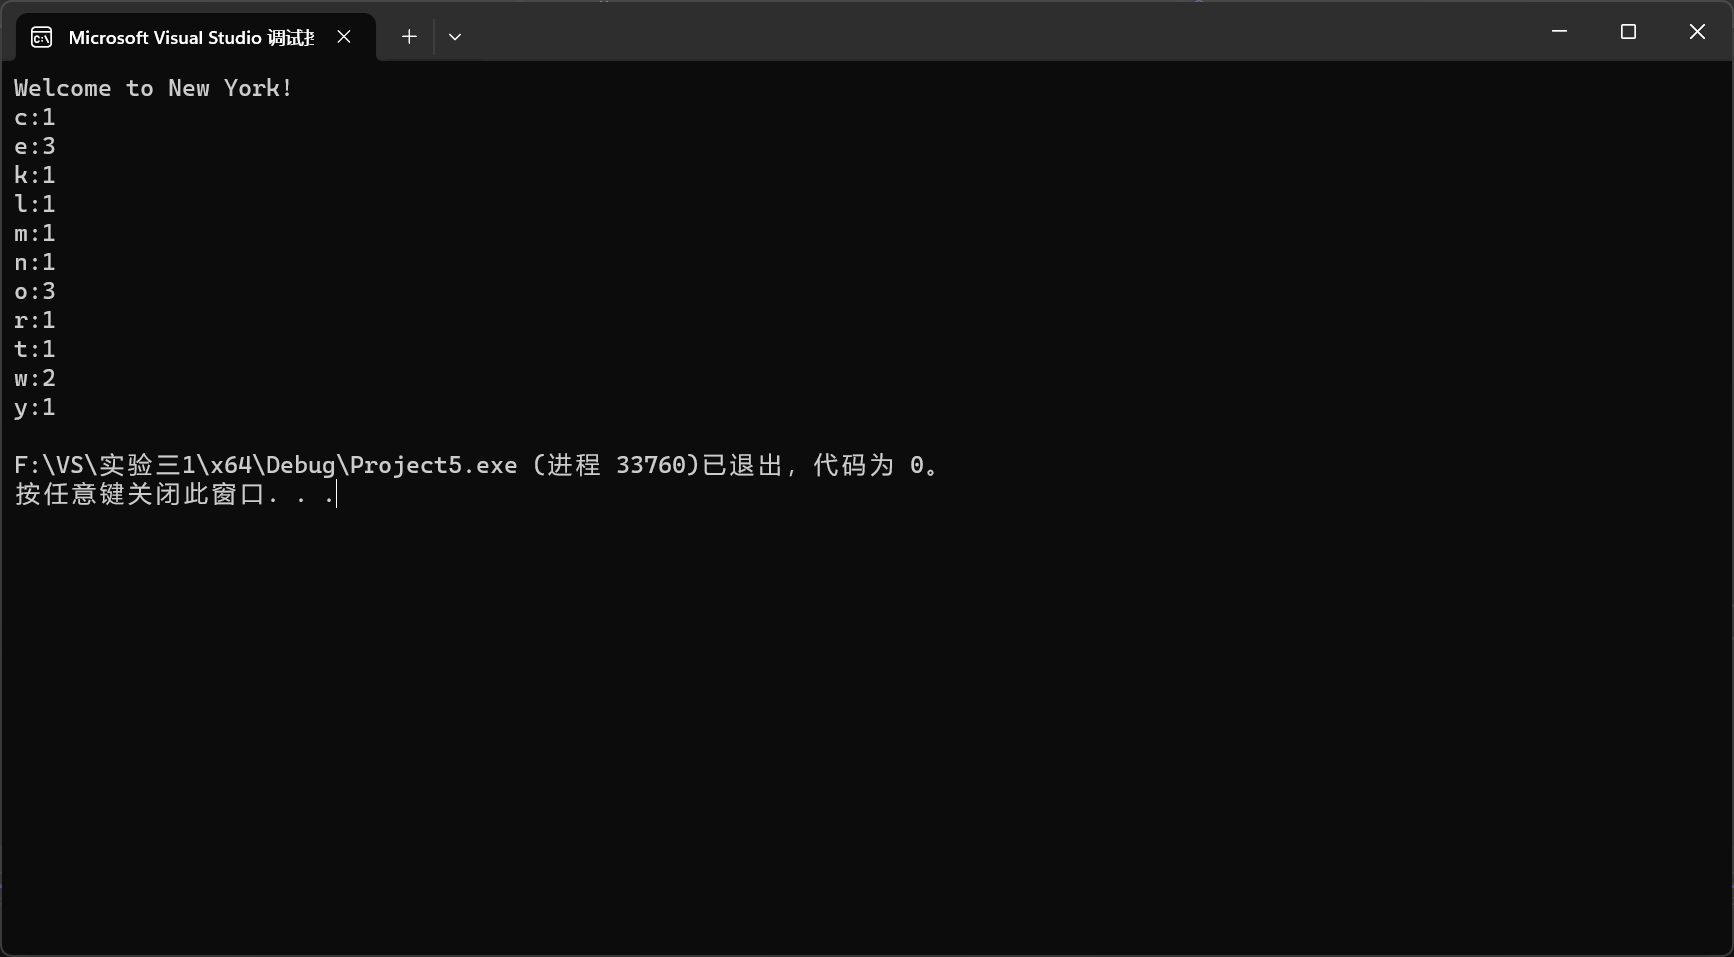 Microsoft Visual Studio 调试
Welcome to New York!
c:1
e:3
k:1
l:1
m:1
n:1
o:3
r:1
t:1
w:2
y:1
F:\VS\实验三1\x64\Debug\Project5.exe (进程 33760)已退出，代码为 0。
按任意键关闭此窗口. . .